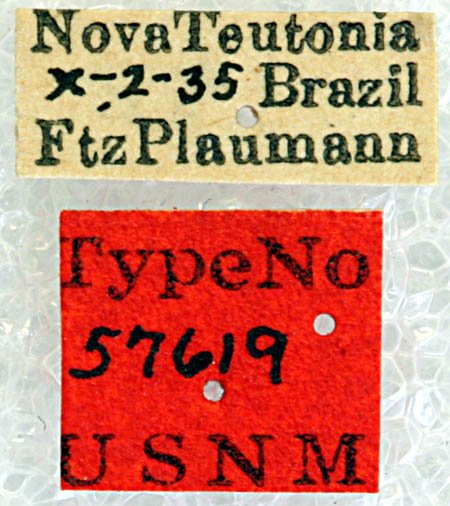 NovaTeutonia
X-2-35 Brazil
FtzPlaumann
TypeNo
57619
USNM